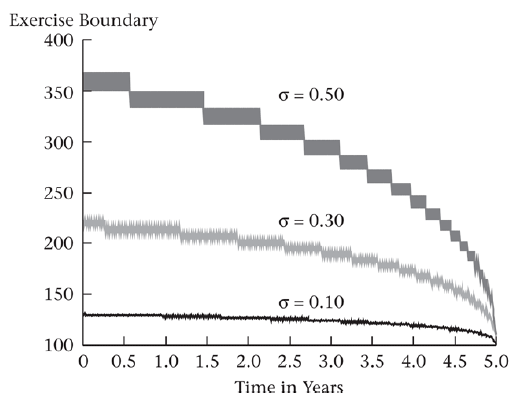 Exercise Boundary
400
350
300
250
200
150
100
σ = 0.50
σ = 0.30
σ = 0.10
0 0.5 1.0 1.5 2.0 2.5 3.0 3.5 4.0 4.5 5.0
Time in Years